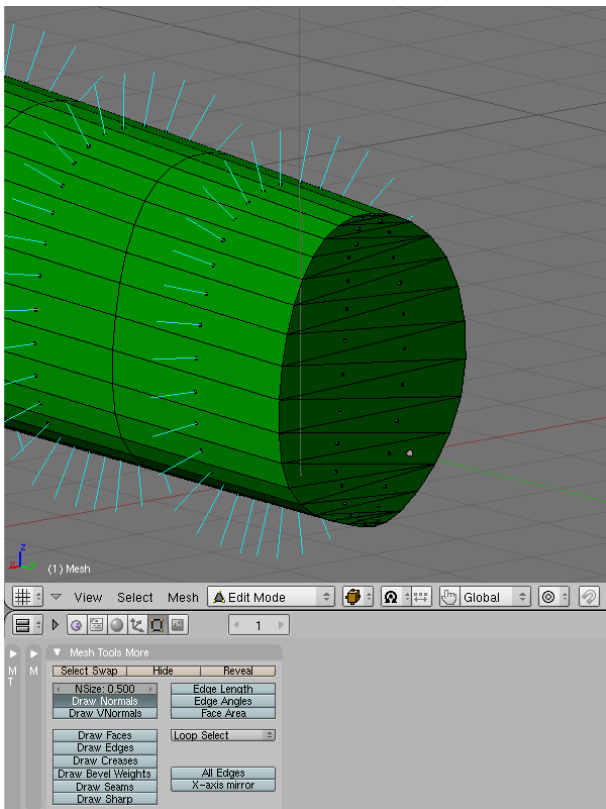 z
x
(1) Mesh
View Select Mesh Edit Mode Global
1
M
T
M
Mesh Tools More
Select Swap Hide Reveal
NSize: 0.500
Draw Normals
Draw VNormals
Edge Length
Edge Angles
Face Area
Draw Faces
Draw Edges
Draw Creases
Draw Bevel Weights
Draw Seams
Draw Sharp
Loop Select
All Edges
X-axis mirror